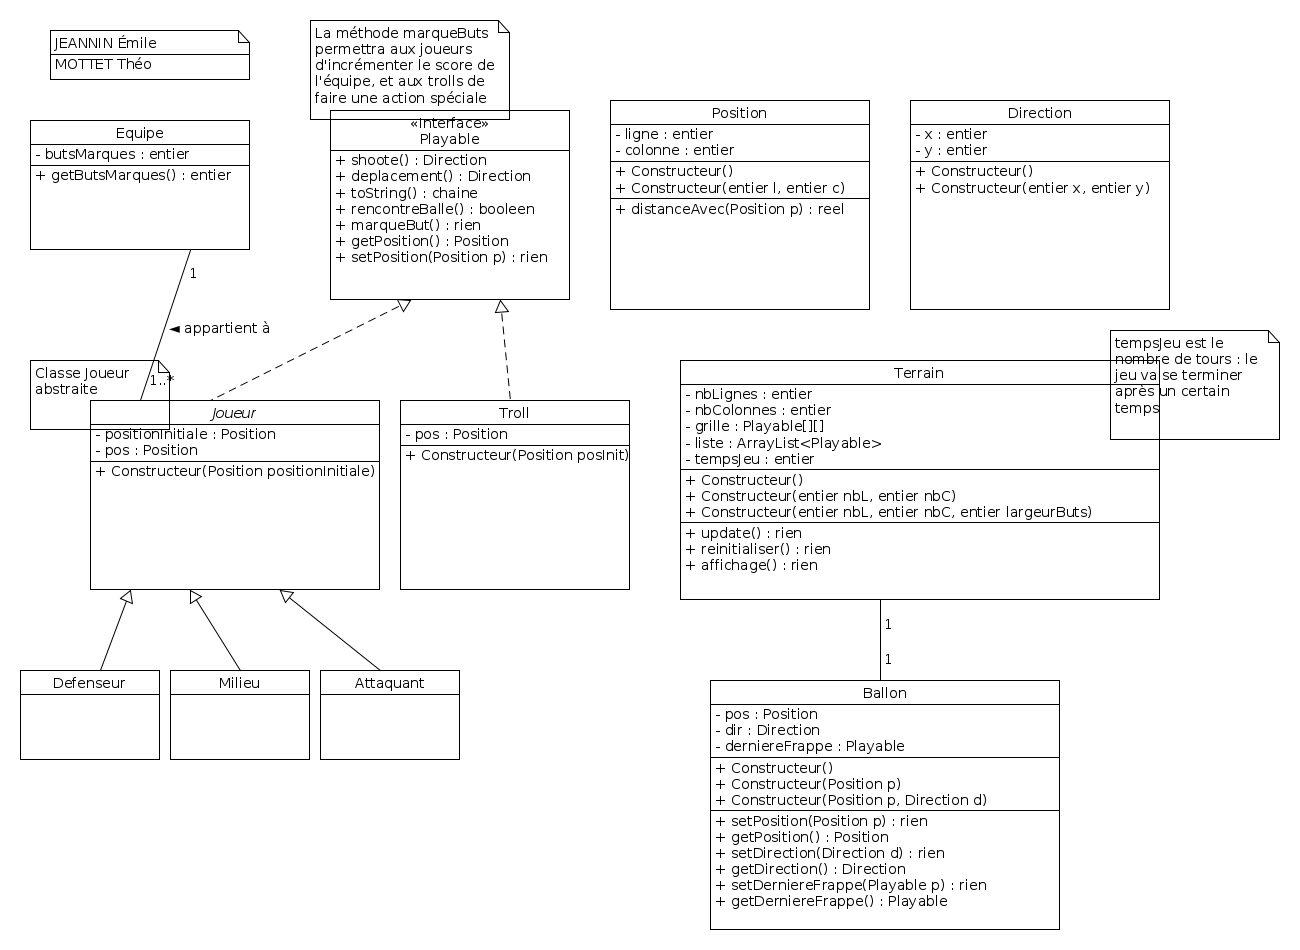 JEANNIN Émile
MOTTET Théo
La méthode marqueButs
permettra aux joueurs
d'incrémenter le score de
l'équipe, et aux trolls de
faire une action spéciale
Equipe
- butsMarques : entier
+ getButsMarques() : entier
«Interface»
Playable
+ shoote() : Direction
+ deplacement() : Direction
+ toString() : chaine
+ rencontreBalle() : booleen
+ marqueBut() : rien
+ getPosition() : Position
+ setPosition(Position p) : rien
Position
- ligne : entier
- colonne : entier
+ Constructeur()
+ Constructeur(entier l, entier c)
+ distanceAvec(Position p) : reel
Direction
- x : entier
- y : entier
+ Constructeur()
+ Constructeur(entier x, entier y)
1
◄ appartient à
1..*
Classe Joueur
abstraite
Joueur
- positionInitiale : Position
- pos : Position
+ Constructeur(Position positionInitiale)
Troll
- pos : Position
+ Constructeur(Position posInit)
tempsJeu est le
nombre de tours : le
jeu va se terminer
après un certain
temps
Terrain
- nbLignes : entier
- nbColonnes : entier
- grille : Playable[][]
- liste : ArrayList<Playable>
- tempsJeu : entier
+ Constructeur()
+ Constructeur(entier nbL, entier nbC)
+ Constructeur(entier nbL, entier nbC, entier largeurButs)
+ update() : rien
+ reinitialiser() : rien
+ affichage() : rien
Defenseur
Milieu
Attaquant
1
1
Ballon
- pos : Position
- dir : Direction
- derniereFrappe : Playable
+ Constructeur()
+ Constructeur(Position p)
+ Constructeur(Position p, Direction d)
+ setPosition(Position p) : rien
+ getPosition() : Position
+ setDirection(Direction d) : rien
+ getDirection() : Direction
+ setDerniereFrappe(Playable p) : rien
+ getDerniereFrappe() : Playable